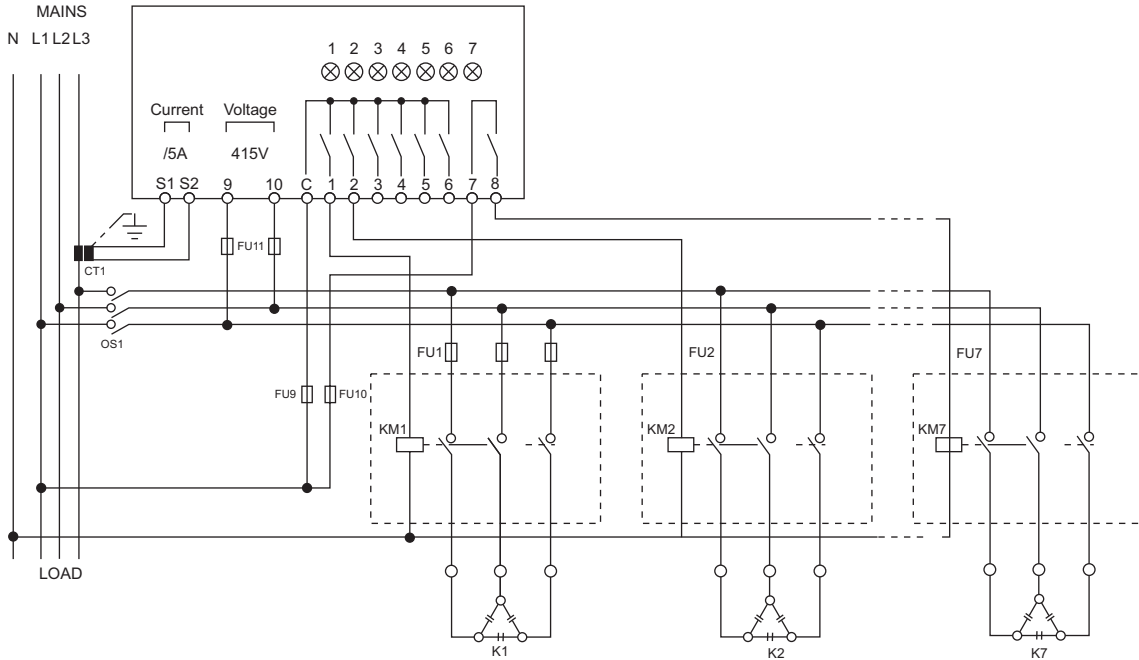 MAINS
N L1 L2 L3
1 2 3 4 5 6 7
Current Voltage
/5A 415V
S1 S2 9 10 C 1 2 3 4 5 6 7 8
FU11
CT1
OS1
FU1 FU2 FU7
FU9 FU10
KM1 KM2 KM7
LOAD
K1 K2 K7